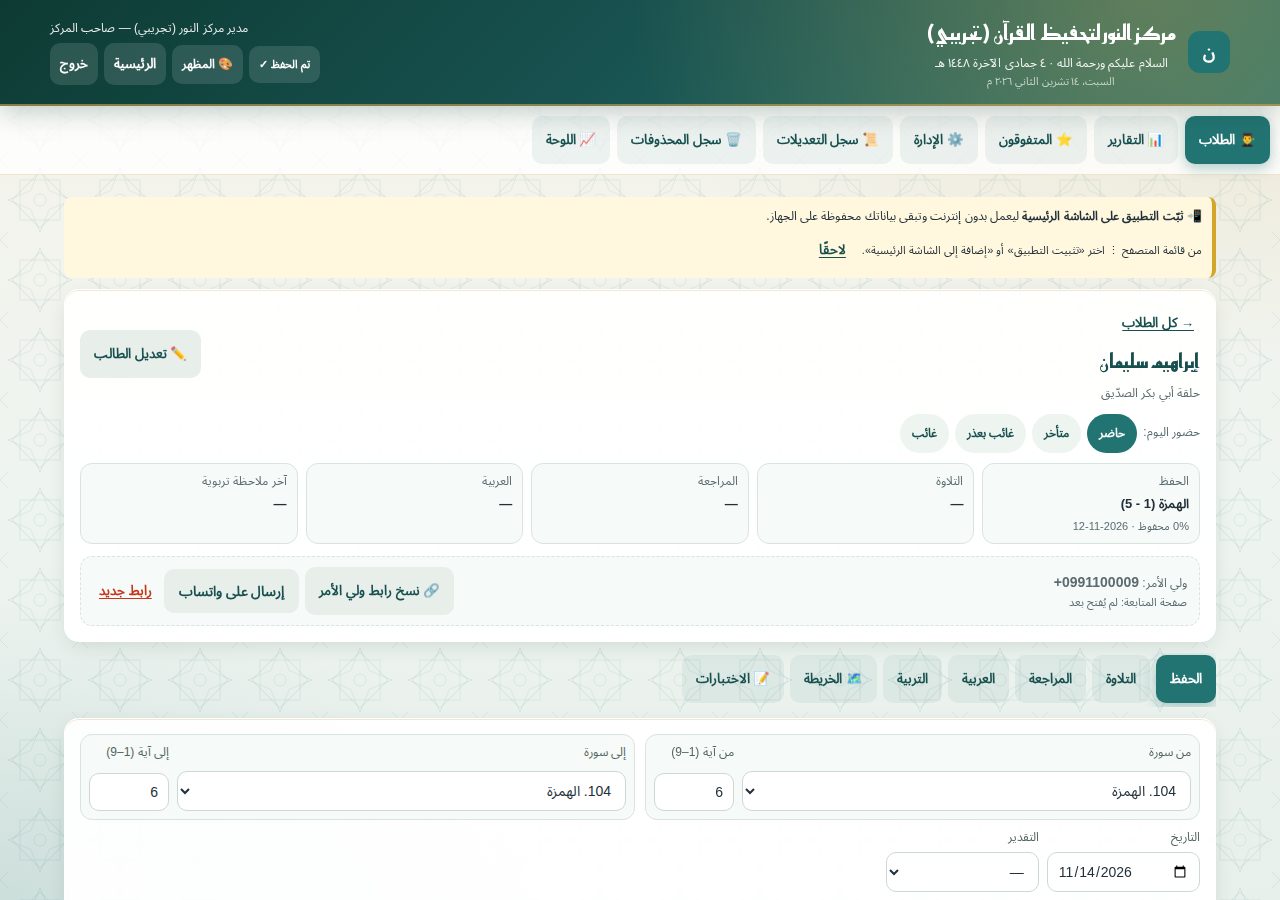 ن
مركز النور لتحفيظ القرآن (تجريبي)
السلام عليكم ورحمة الله · ٤ جمادى الآخرة ١٤٤٨ هـ
السبت، ١٤ تشرين الثاني ٢٠٢٦ م
مدير مركز النور (تجريبي) — صاحب المركز
تم الحفظ ✓
🎨 المظهر
الرئيسية
خروج
👨‍🎓 الطلاب
📊 التقارير
⭐ المتفوقون
⚙️ الإدارة
📜 سجل التعديلات
🗑️ سجل المحذوفات
📈 اللوحة
📲 ثبّت التطبيق على الشاشة الرئيسية ليعمل بدون إنترنت وتبقى بياناتك محفوظة على الجهاز.
من قائمة المتصفح ⋮ اختر «تثبيت التطبيق» أو «إضافة إلى الشاشة الرئيسية». لاحقًا
→ كل الطلاب
إبراهيم سليمان
حلقة أبي بكر الصدّيق
✏️ تعديل الطالب
حضور اليوم: حاضر متأخر غائب بعذر غائب
الحفظ
الهمزة (1 - 5)
0% محفوظ · 2026-11-12
التلاوة
—
المراجعة
—
العربية
—
آخر ملاحظة تربوية
—
ولي الأمر: 0991100009+
صفحة المتابعة: لم يُفتح بعد
🔗 نسخ رابط ولي الأمر
إرسال على واتساب
رابط جديد
الحفظ
التلاوة
المراجعة
العربية
التربية
🗺️ الخريطة
📝 الاختبارات
من سورة
من آية (1–9)
104. الهمزة
6
إلى سورة
إلى آية (1–9)
104. الهمزة
6
التاريخ
التقدير
11/14/2026
—